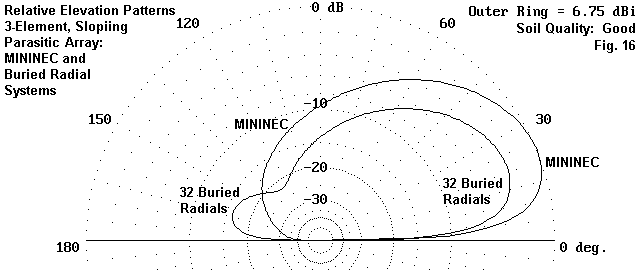 Relative Elevation Patterns
3-Element, Slopiing
Parasitic Array:
MININEC and
Buried Radial
Systems
0 dB
Outer Ring = 6.75 dBi
Soil Quality: Good
Fig. 16
120
60
-10
150
MININEC
30
MININEC
-20
32 Buried
Radials
32 Buried
Radials
-30
180
0 deg.